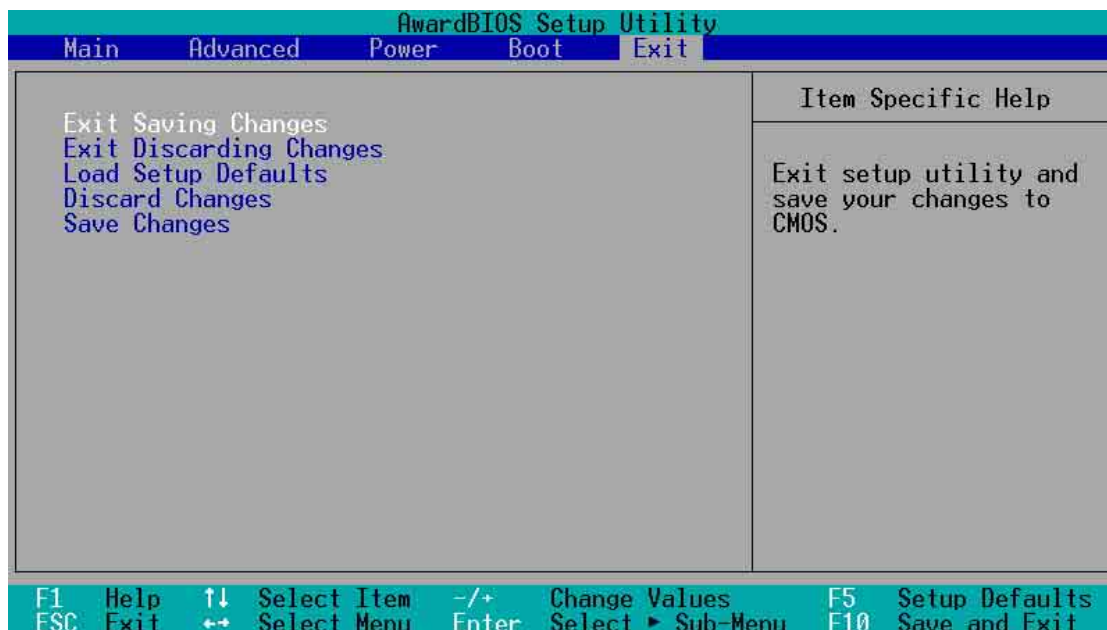 AwardBIOS Setup Utility
Main Advanced Power Boot Exit
Exit Saving Changes
Exit Discarding Changes
Load Setup Defaults
Discard Changes
Save Changes
Item Specific Help
Exit setup utility and
save your changes to
CMOS.
F1 Help ↑↓ Select Item -/+ Change Values F5 Setup Defaults
ESC Exit ←→ Select Menu Enter Select ► Sub-Menu F10 Save and Exit